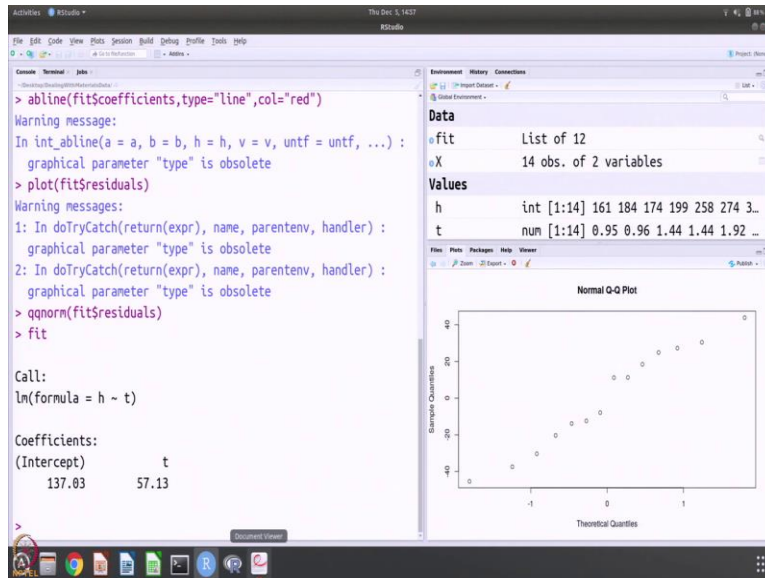 Activities RStudio Thu Dec 5, 14:57
RStudio
File Edit Code View Plots Session Build Debug Profile Tools Help
Go to file/function Addins
Console Terminal Jobs
> abline(fit$coefficients,type="line",col="red")
Warning message:
In int_abline(a = a, b = b, h = h, v = v, untf = untf, ...) :
graphical parameter "type" is obsolete
> plot(fit$residuals)
Warning messages:
1: In doTryCatch(return(expr), name, parentenv, handler) :
graphical parameter "type" is obsolete
2: In doTryCatch(return(expr), name, parentenv, handler) :
graphical parameter "type" is obsolete
> qqnorm(fit$residuals)
> fit
Call:
lm(formula = h ~ t)
Coefficients:
(Intercept) t
137.03 57.13
>
Document Viewer
NPTEL
Environment History Connections
Import Dataset List
Global Environment
Data
fit List of 12
X 14 obs. of 2 variables
Values
h int [1:14] 161 184 174 199 258 274 3...
t num [1:14] 0.95 0.96 1.44 1.44 1.92 ...
Files Plots Packages Help Viewer
Zoom Export Publish
Normal Q-Q Plot
Sample Quantiles
40
20
0
-20
-40
-1 0 1
Theoretical Quantiles